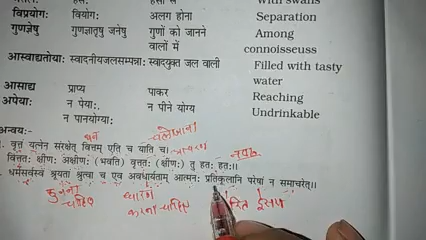 हंसैः हंसों से With swans
विप्रयोगः वियोगः अलग होना Separation
गुणज्ञेषु गुणज्ञातृषु जनेषु गुणों को जानने वालों में Among connoisseuss
आस्वाद्यतोयाः स्वादनीयजलसम्पन्नाः स्वादयुक्त जल वाली Filled with tasty water
आसाद्य प्राप्य पाकर Reaching
अपेयाः न पेयाः, न पानयोग्याः न पीने योग्य Undrinkable
अन्वयः-
वृत्तं यत्नेन संरक्षेत् वित्तम् एति च याति च।
वित्ततः क्षीणः अक्षीणः (भवति) वृत्ततः (क्षीणः) तु हतः हतः॥
धर्मसर्वस्वं श्रूयतां श्रुत्वा च एव अवधार्यताम् आत्मनः प्रतिकूलानि परेषां न समाचरेत्॥